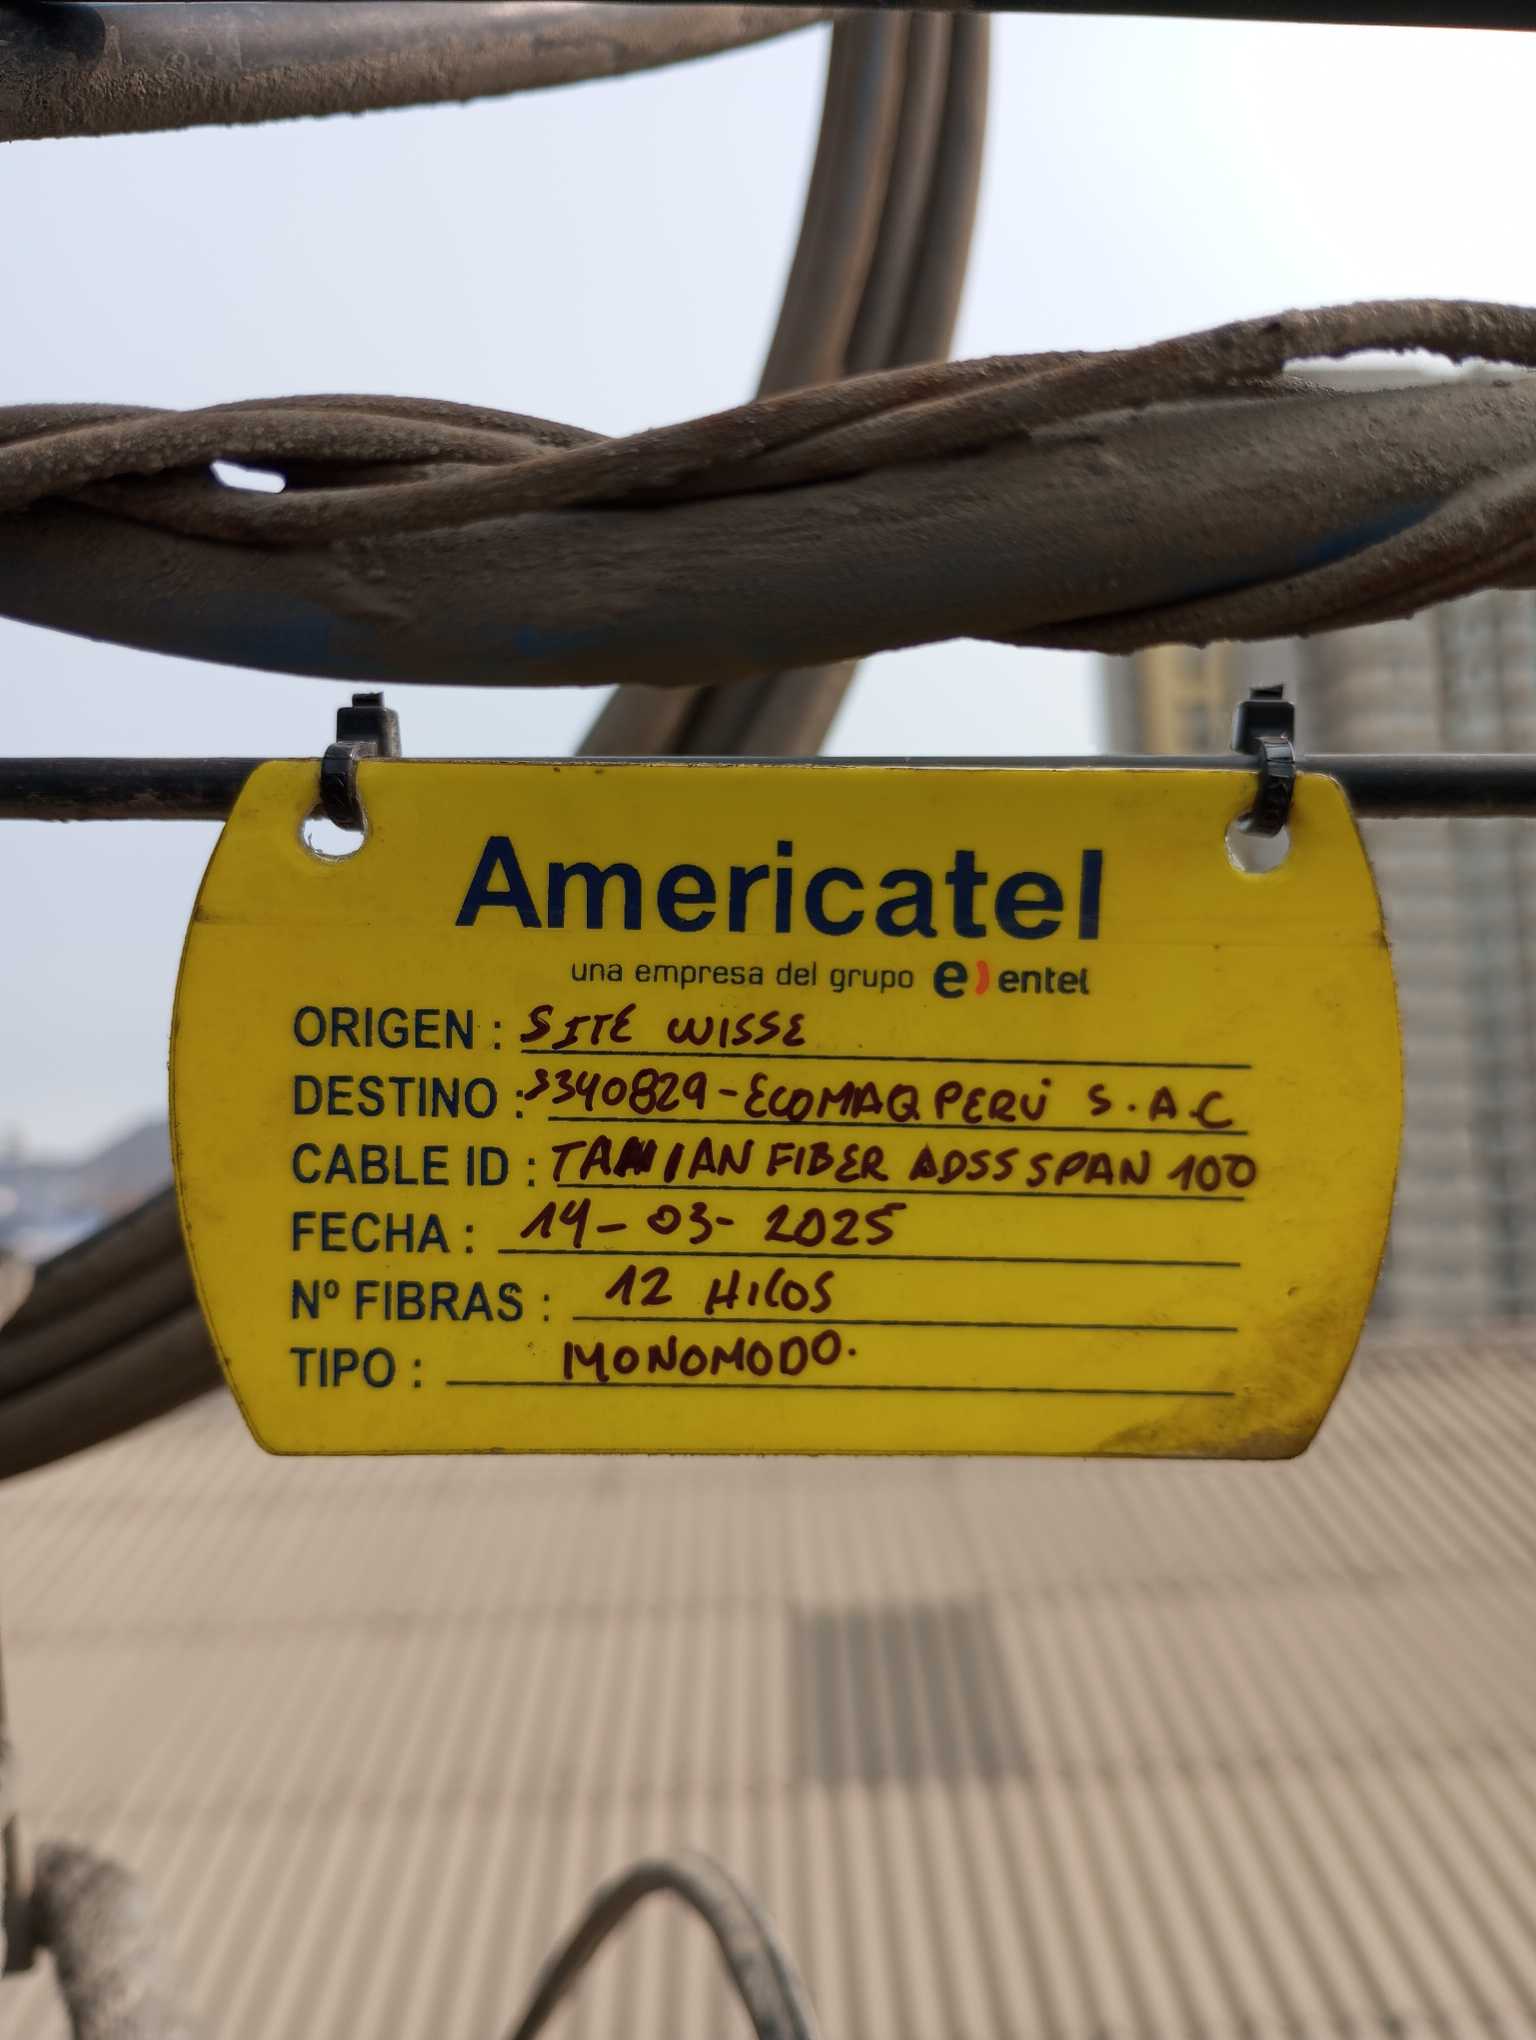 Americatel
una empresa del grupo e) entel
ORIGEN : SITE WISSE
DESTINO : 3340829-ECOMAQ PERÚ S.A.C
CABLE ID : TAMIAN FIBER ADSS SPAN 100
FECHA : 14-03-2025
Nº FIBRAS : 12 HILOS
TIPO : MONOMODO.